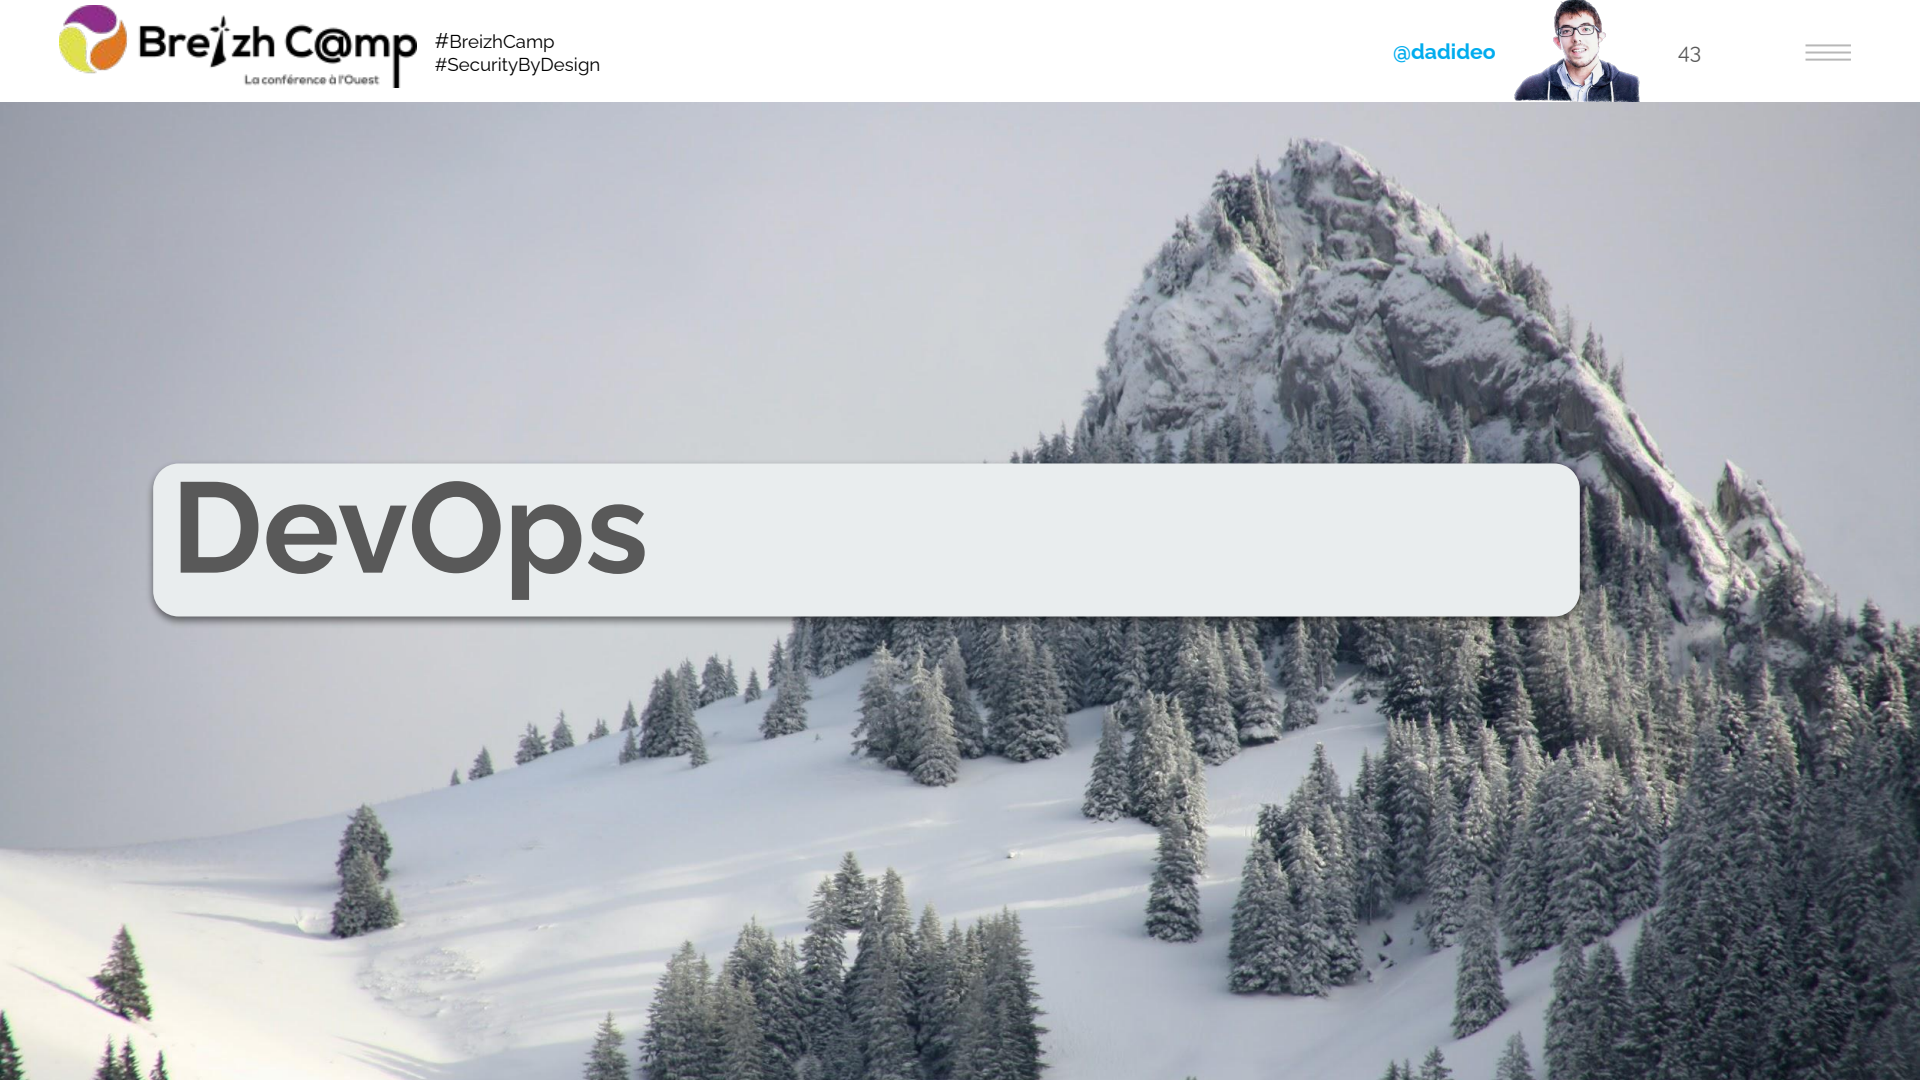 Breizh C@mp
La conférence à l'Ouest
#BreizhCamp
#SecurityByDesign
@dadideo
43
DevOps